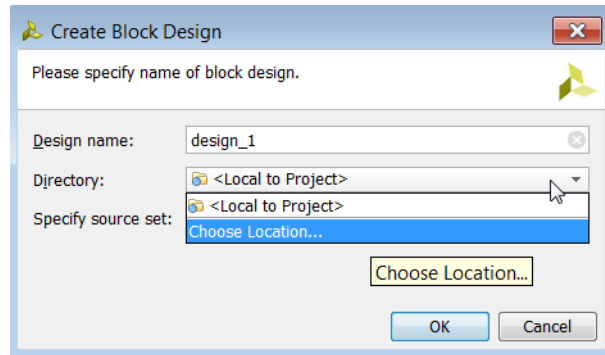 Create Block Design
Please specify name of block design.
Design name: design_1
Directory: <Local to Project>
<Local to Project>
Specify source set:
Choose Location...
Choose Location...
OK Cancel